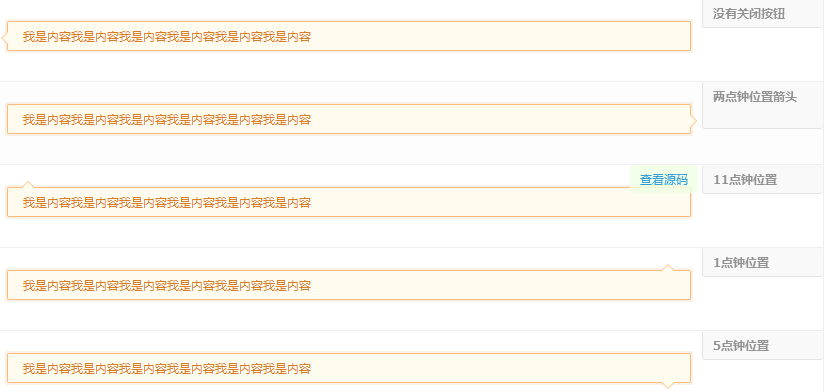 没有关闭按钮
我是内容我是内容我是内容我是内容我是内容我是内容
两点钟位置箭头
我是内容我是内容我是内容我是内容我是内容我是内容
查看源码
11点钟位置
我是内容我是内容我是内容我是内容我是内容我是内容
1点钟位置
我是内容我是内容我是内容我是内容我是内容我是内容
5点钟位置
我是内容我是内容我是内容我是内容我是内容我是内容